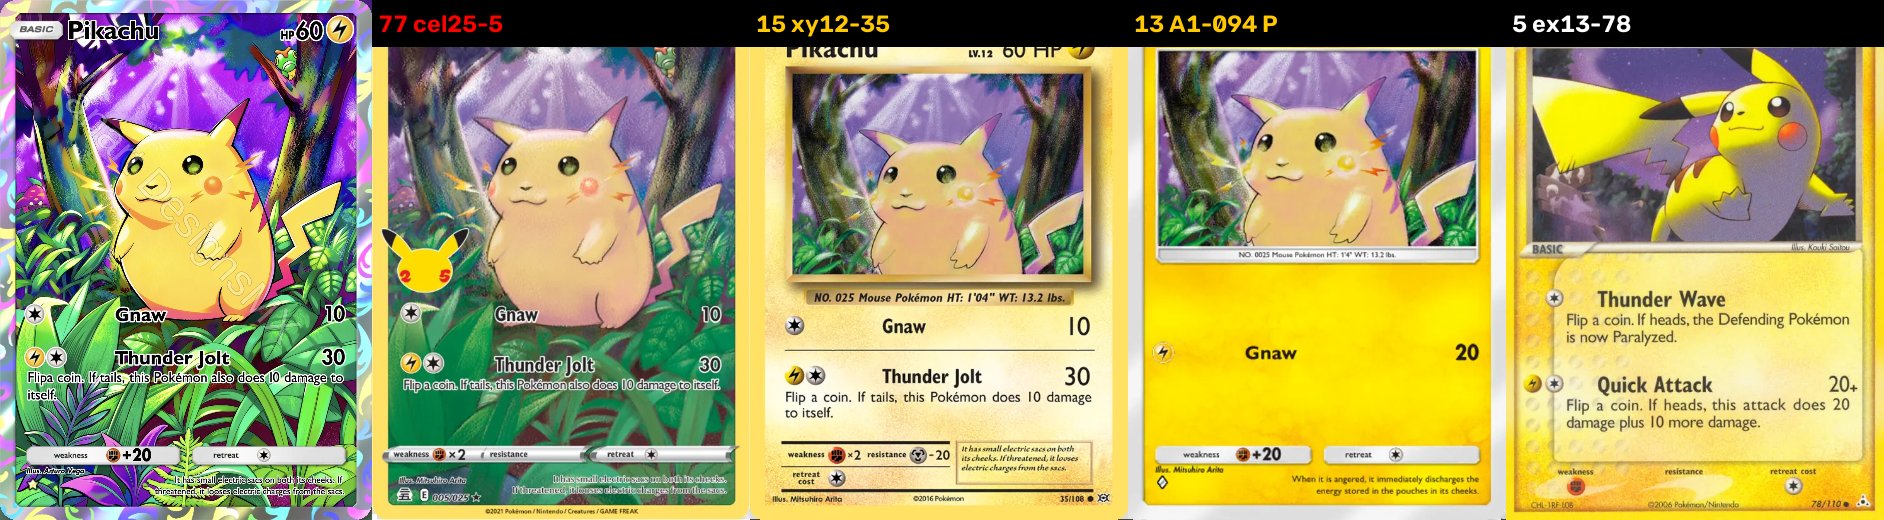 BASIC Pikachu HP 60
Designs!
Gnaw 10
Thunder Jolt 30
Flipa coin. If tails, this Pokémon also does 10 damage to
itself.
weakness +20 retreat
Illus. Arturo Vega
It has small electric sacs on both its cheeks. If
threatened, it looses electric charges from the sacs.
77 cel25-5
2 5
Gnaw 10
Thunder Jolt 30
Flip a coin. If tails, this Pokémon also does 10 damage to itself.
weakness ×2 resistance retreat
Illus. Mitsuhiro Arita
It has small electric sacs on both its cheeks.
If threatened, it looses electric charges from the sacs.
E 005/025
©2021 Pokémon / Nintendo / Creatures / GAME FREAK
15 xy12-35
Pikachu LV.12 60 HP
NO. 025 Mouse Pokémon HT: 1'04" WT: 13.2 lbs.
Gnaw 10
Thunder Jolt 30
Flip a coin. If tails, this Pokémon does 10 damage
to itself.
weakness ×2 resistance -20
retreat
cost
It has small electric sacs on both
its cheeks. If threatened, it looses
electric charges from the sacs.
Illus. Mitsuhiro Arita ©2016 Pokémon 35/108
13 A1-094 P
NO. 0025 Mouse Pokémon HT: 1'4" WT: 13.2 lbs.
Gnaw 20
weakness +20 retreat
Illus. Mitsuhiro Arita
When it is angered, it immediately discharges the
energy stored in the pouches in its cheeks.
5 ex13-78
BASIC Illus. Kouki Saitou
Thunder Wave
Flip a coin. If heads, the Defending Pokémon
is now Paralyzed.
Quick Attack 20+
Flip a coin. If heads, this attack does 20
damage plus 10 more damage.
weakness resistance retreat cost
©2006 Pokémon/Nintendo 78/110